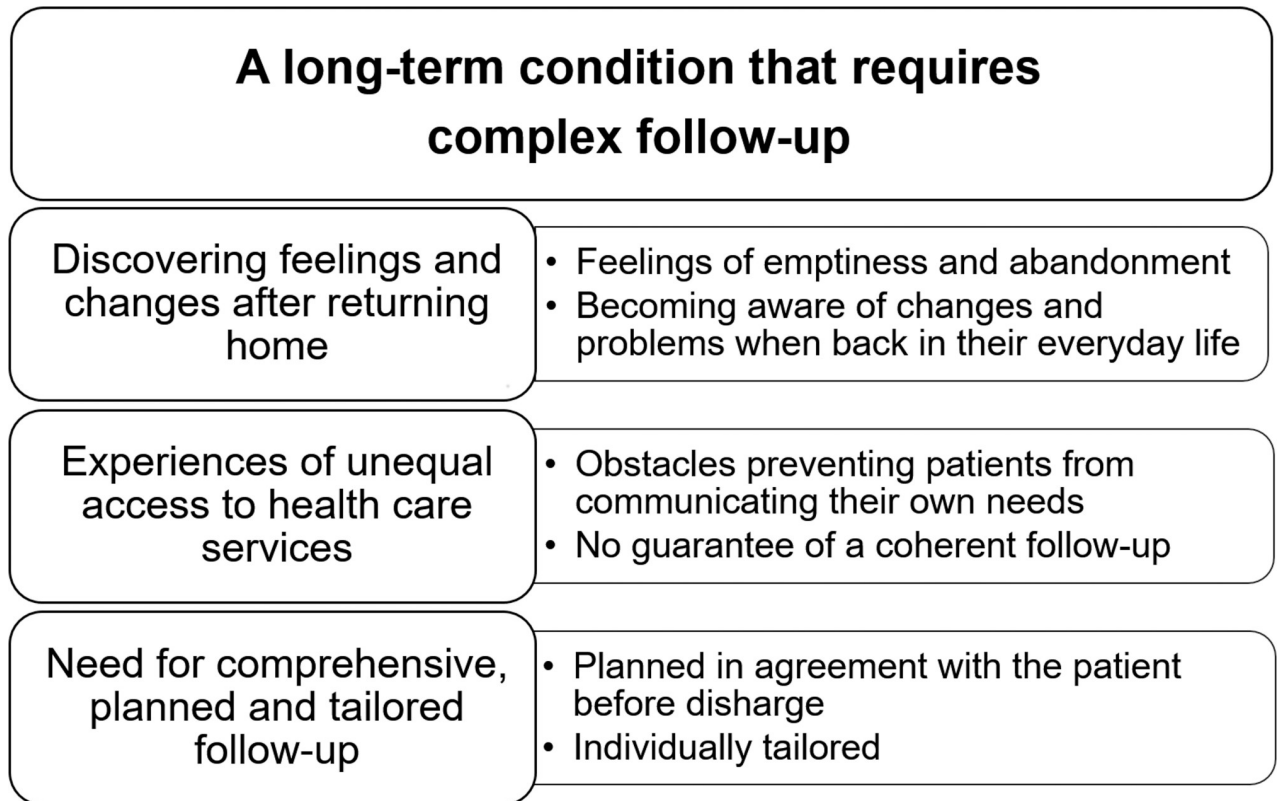 A long-term condition that requires
complex follow-up
Discovering feelings and
changes after returning
home
• Feelings of emptiness and abandonment
• Becoming aware of changes and
problems when back in their everyday life
Experiences of unequal
access to health care
services
• Obstacles preventing patients from
communicating their own needs
• No guarantee of a coherent follow-up
Need for comprehensive,
planned and tailored
follow-up
• Planned in agreement with the patient
before disharge
• Individually tailored